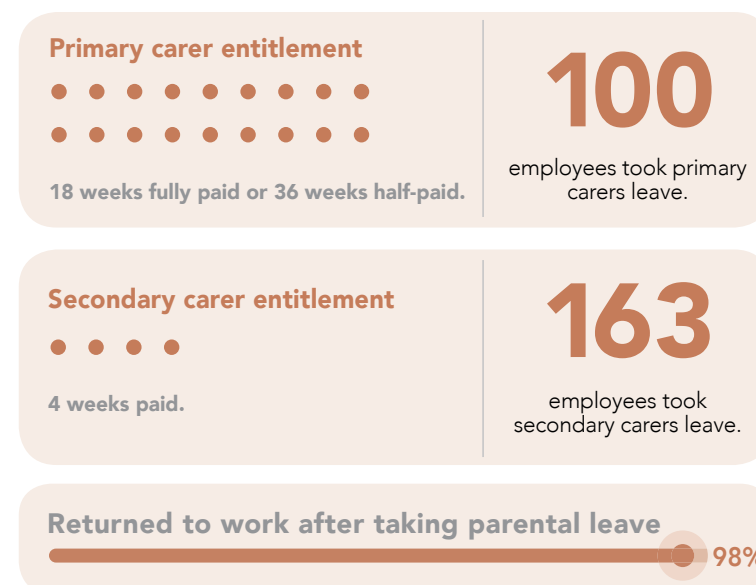 Primary carer entitlement
18 weeks fully paid or 36 weeks half-paid.
100
employees took primary
carers leave.
Secondary carer entitlement
4 weeks paid.
163
employees took
secondary carers leave.
Returned to work after taking parental leave
98%